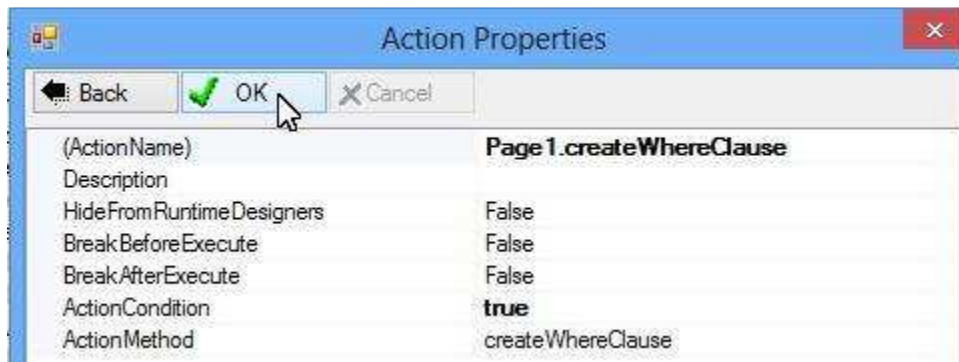 Action Properties
Back OK Cancel
(ActionName) Page1.createWhereClause
Description
HideFromRuntimeDesigners False
BreakBeforeExecute False
BreakAfterExecute False
ActionCondition true
ActionMethod createWhereClause